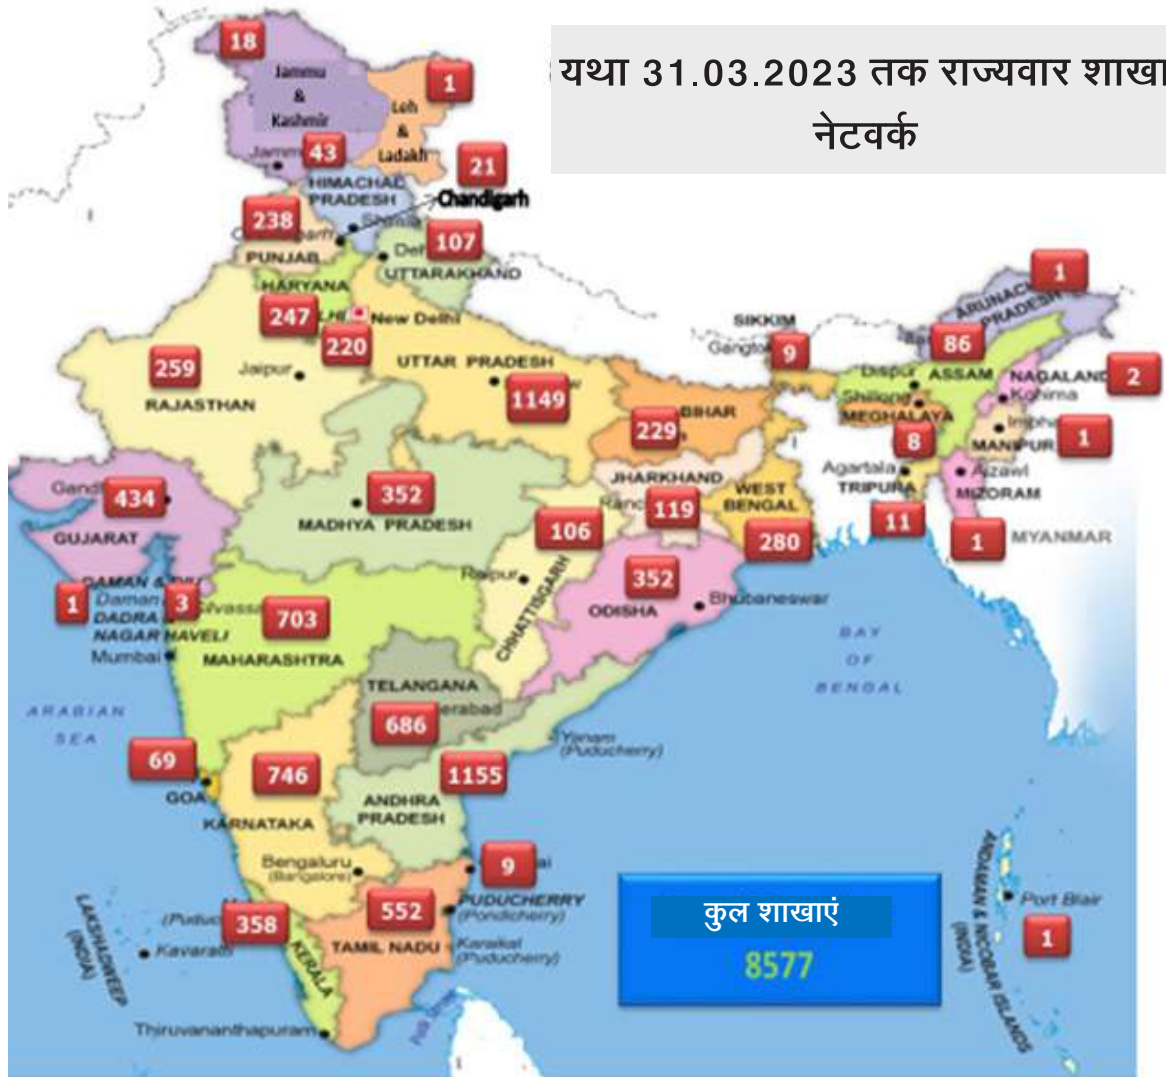 यथा 31.03.2023 तक राज्यवार शाखा
नेटवर्क
18
Jammu
&
Kashmir
1
Leh
&
Ladakh
43
21
HIMACHAL
PRADESH
Chandigarh
238
107
PUNJAB
UTTARAKHAND
HARYANA
247
New Delhi
220
259
Jaipur
RAJASTHAN
UTTAR PRADESH
1149
SIKKIM
9
1
ARUNACHAL
PRADESH
86
Dispur
ASSAM
NAGALAND
2
Kohima
Shillong
MEGHALAYA
8
MANIPUR
1
229
BIHAR
JHARKHAND
119
WEST
BENGAL
280
Agartala
TRIPURA
11
Aizawl
MIZORAM
1
MYANMAR
434
GUJARAT
352
MADHYA PRADESH
106
Raipur
CHHATTISGARH
352
ODISHA
Bhubaneswar
DAMAN & DIU
1
Daman
3
Silvassa
DADRA &
NAGAR HAVELI
Mumbai
703
MAHARASHTRA
TELANGANA
686
BAY
OF
BENGAL
ARABIAN
SEA
Yanam
(Puducherry)
69
GOA
746
KARNATAKA
1155
ANDHRA
PRADESH
Bengaluru
(Bangalore)
9
PUDUCHERRY
(Pondicherry)
552
358
TAMIL NADU
Karaikal
(Puducherry)
KERALA
LAKSHADWEEP
(INDIA)
Thiruvananthapuram
कुल शाखाएं
8577
ANDAMAN & NICOBAR ISLANDS
(INDIA)
Port Blair
1